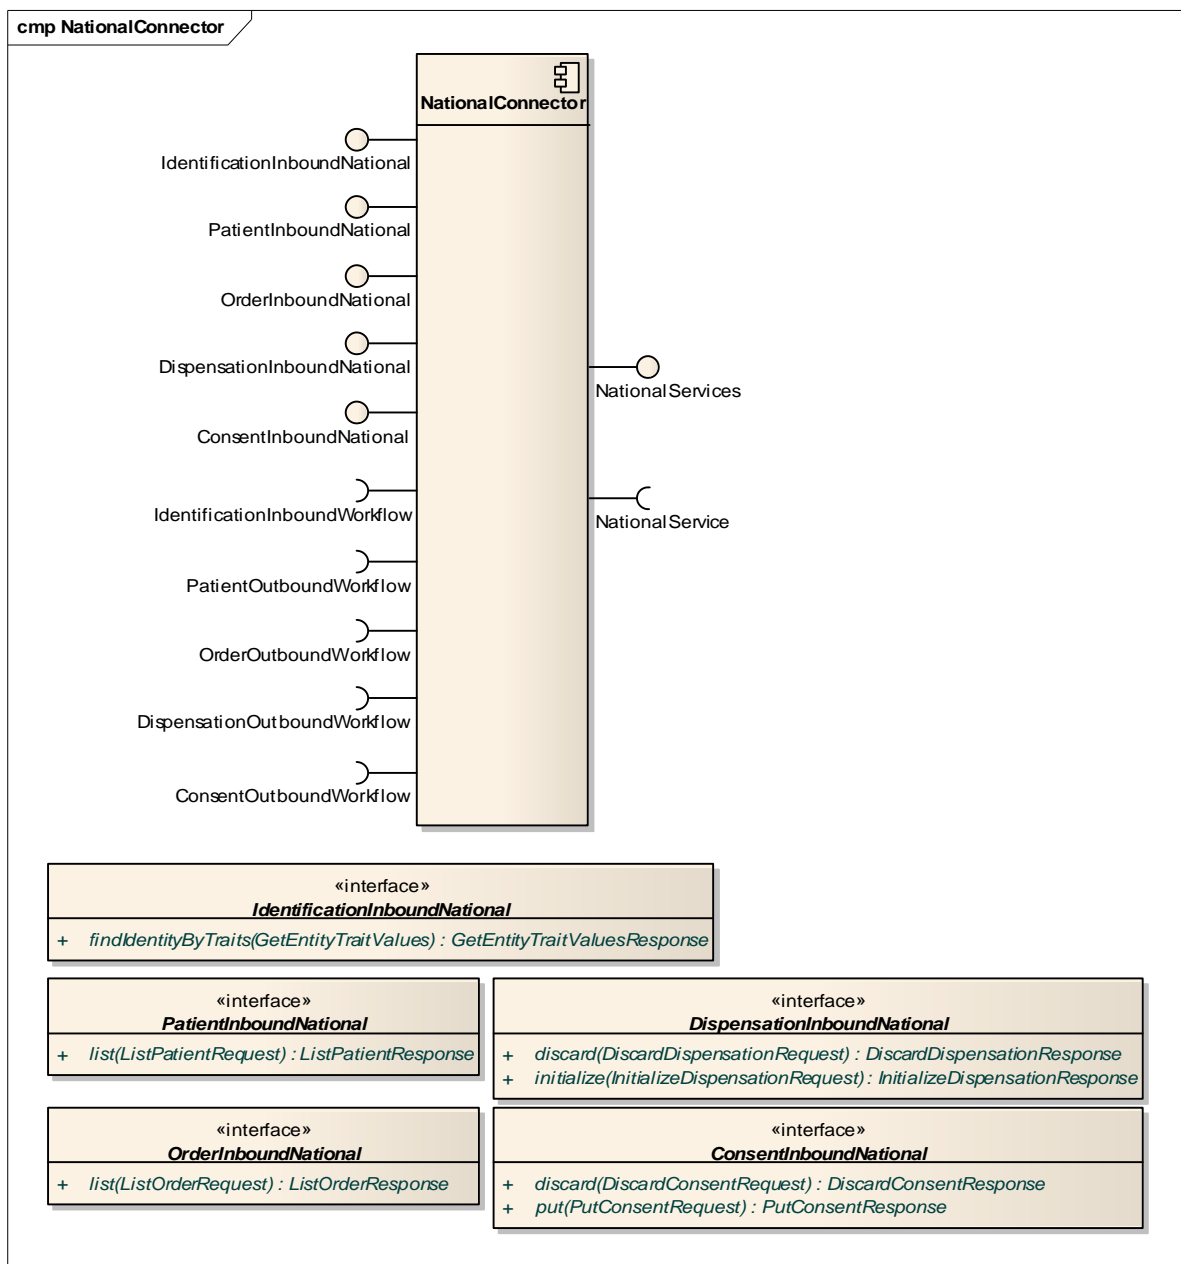 cmp NationalConnector
NationalConnector
IdentificationInboundNational
PatientInboundNational
OrderInboundNational
DispensationInboundNational
ConsentInboundNational
IdentificationInboundWorkflow
PatientOutboundWorkflow
OrderOutboundWorkflow
DispensationOutboundWorkflow
ConsentOutboundWorkflow
NationalServices
NationalService
«interface»
IdentificationInboundNational
+ findIdentityByTraits(GetEntityTraitValues) : GetEntityTraitValuesResponse
«interface»
PatientInboundNational
+ list(ListPatientRequest) : ListPatientResponse
«interface»
DispensationInboundNational
+ discard(DiscardDispensationRequest) : DiscardDispensationResponse
+ initialize(InitializeDispensationRequest) : InitializeDispensationResponse
«interface»
OrderInboundNational
+ list(ListOrderRequest) : ListOrderResponse
«interface»
ConsentInboundNational
+ discard(DiscardConsentRequest) : DiscardConsentResponse
+ put(PutConsentRequest) : PutConsentResponse